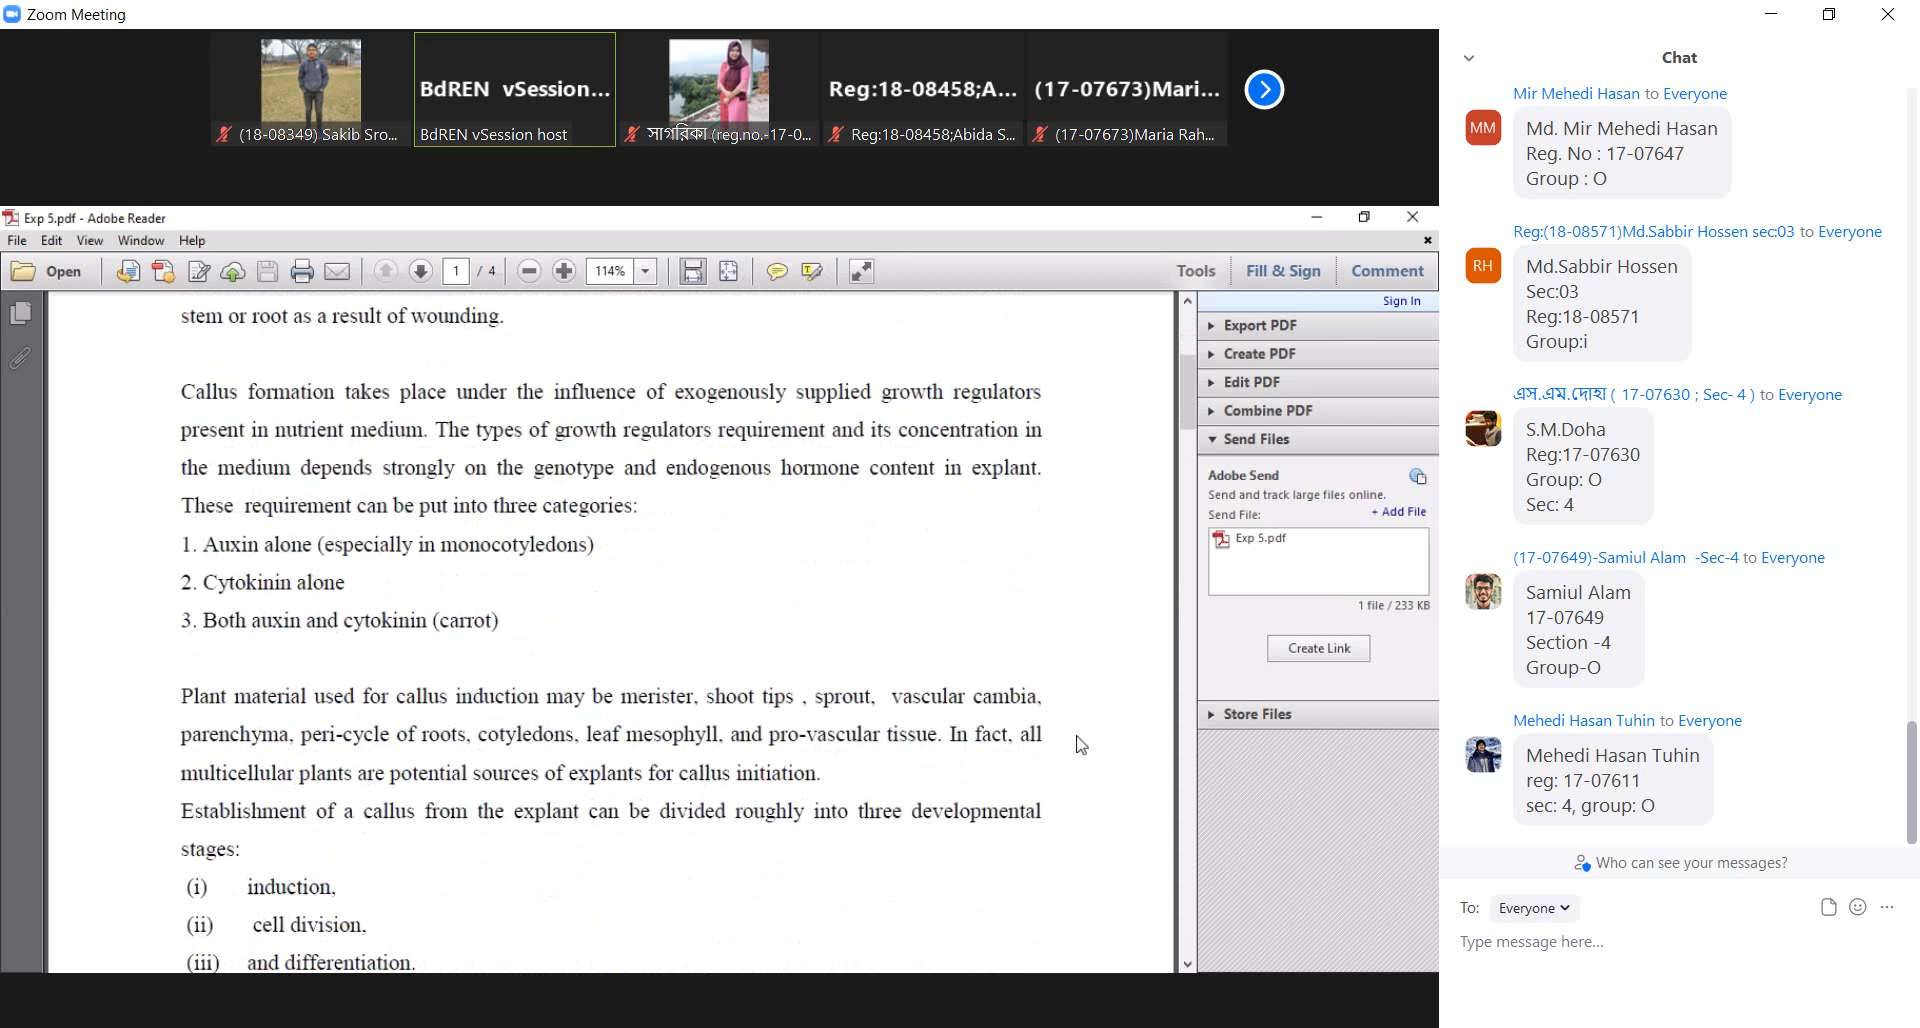 Zoom Meeting
BdREN vSession...
Reg:18-08458;A...
(17-07673)Mari...
(18-08349) Sakib Sro...
BdREN vSession host
সাগরিকা (reg.no.-17-0...
Reg:18-08458;Abida S...
(17-07673)Maria Rah...
Exp 5.pdf - Adobe Reader
File Edit View Window Help
Open
1 / 4
114%
Tools Fill & Sign Comment
stem or root as a result of wounding.
Callus formation takes place under the influence of exogenously supplied growth regulators
present in nutrient medium. The types of growth regulators requirement and its concentration in
the medium depends strongly on the genotype and endogenous hormone content in explant.
These requirement can be put into three categories:
1. Auxin alone (especially in monocotyledons)
2. Cytokinin alone
3. Both auxin and cytokinin (carrot)
Plant material used for callus induction may be merister, shoot tips , sprout, vascular cambia,
parenchyma, peri-cycle of roots, cotyledons, leaf mesophyll, and pro-vascular tissue. In fact, all
multicellular plants are potential sources of explants for callus initiation.
Establishment of a callus from the explant can be divided roughly into three developmental
stages:
(i) induction,
(ii) cell division,
(iii) and differentiation.
Sign In
Export PDF
Create PDF
Edit PDF
Combine PDF
Send Files
Adobe Send
Send and track large files online.
Send File:
+ Add File
Exp 5.pdf
1 file / 233 KB
Create Link
Store Files
Chat
Mir Mehedi Hasan to Everyone
MM
Md. Mir Mehedi Hasan
Reg. No : 17-07647
Group : O
Reg:(18-08571)Md.Sabbir Hossen sec:03 to Everyone
RH
Md.Sabbir Hossen
Sec:03
Reg:18-08571
Group:i
এস.এম.দোহা ( 17-07630 ; Sec- 4 ) to Everyone
S.M.Doha
Reg:17-07630
Group: O
Sec: 4
(17-07649)-Samiul Alam -Sec-4 to Everyone
Samiul Alam
17-07649
Section -4
Group-O
Mehedi Hasan Tuhin to Everyone
Mehedi Hasan Tuhin
reg: 17-07611
sec: 4, group: O
Who can see your messages?
To: Everyone
Type message here...